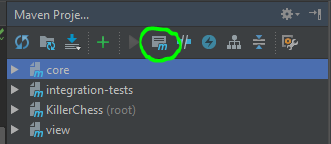 Maven Proje...
core
integration-tests
KillerChess (root)
view